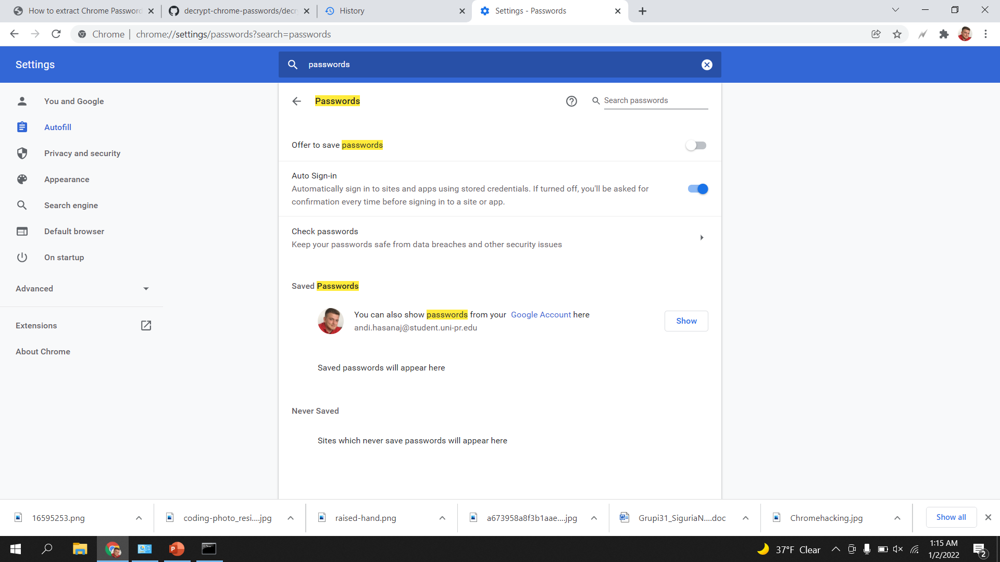 How to extract Chrome Password
decrypt-chrome-passwords/decr
History
Settings - Passwords
Chrome
chrome://settings/passwords?search=passwords
Settings
passwords
You and Google
Autofill
Privacy and security
Appearance
Search engine
Default browser
On startup
Advanced
Extensions
About Chrome
Passwords
Search passwords
Offer to save passwords
Auto Sign-in
Automatically sign in to sites and apps using stored credentials. If turned off, you'll be asked for
confirmation every time before signing in to a site or app.
Check passwords
Keep your passwords safe from data breaches and other security issues
Saved Passwords
You can also show passwords from your Google Account here
andi.hasanaj@student.uni-pr.edu
Show
Saved passwords will appear here
Never Saved
Sites which never save passwords will appear here
16595253.png
coding-photo_resi....jpg
raised-hand.png
a673958a8f3b1aae....jpg
Grupi31_SiguriaN....doc
Chromehacking.jpg
Show all
37°F Clear
1:15 AM
1/2/2022
2